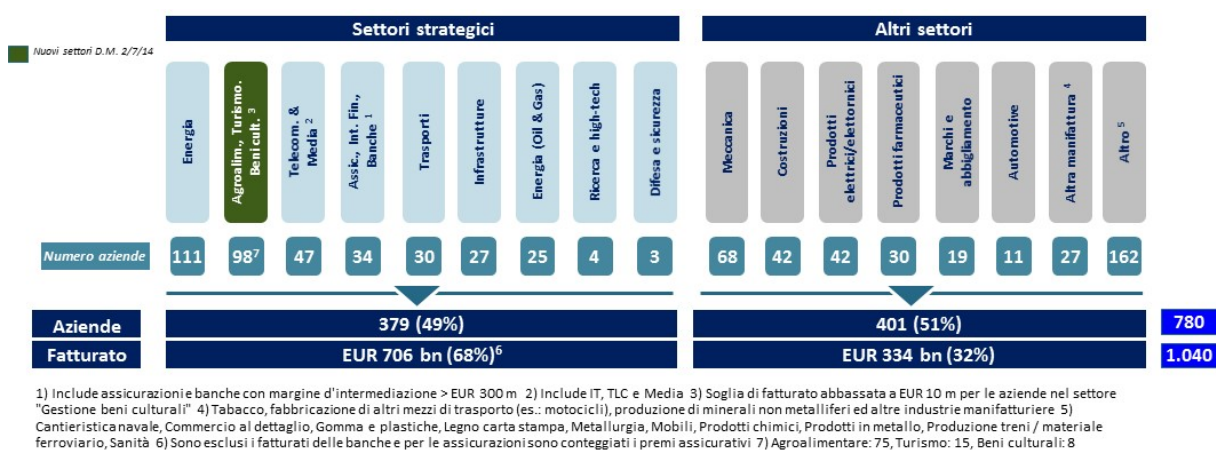 Settori strategici
Altri settori
Nuovi settori D.M. 2/7/14
Energia
Agroalim., Turismo.
Beni cult. 3
Telecom. &
Media 2
Assic., Int. Fin.,
Banche 1
Trasporti
Infrastrutture
Energia (Oil & Gas)
Ricerca e high-tech
Difesa e sicurezza
Meccanica
Costruzioni
Prodotti
elettrici/elettornici
Prodotti farmaceutici
Marchi e
abbigliamento
Automotive
Altra manifattura 4
Altro 5
Numero aziende
111
987
47
34
30
27
25
4
3
68
42
42
30
19
11
27
162
Aziende
379 (49%)
401 (51%)
780
Fatturato
EUR 706 bn (68%)6
EUR 334 bn (32%)
1.040
1) Include assicurazioni e banche con margine d'intermediazione > EUR 300 m 2) Include IT, TLC e Media 3) Soglia di fatturato abbassata a EUR 10 m per le aziende nel settore
"Gestione beni culturali" 4) Tabacco, fabbricazione di altri mezzi di trasporto (es.: motocicli), produzione di minerali non metalliferi ed altre industrie manifatturiere 5)
Cantieristica navale, Commercio al dettaglio, Gomma e plastiche, Legno carta stampa, Metallurgia, Mobili, Prodotti chimici, Prodotti in metallo, Produzione treni / materiale
ferroviario, Sanità 6) Sono esclusi i fatturati delle banche e per le assicurazioni sono conteggiati i premi assicurativi 7) Agroalimentare: 75, Turismo: 15, Beni culturali: 8